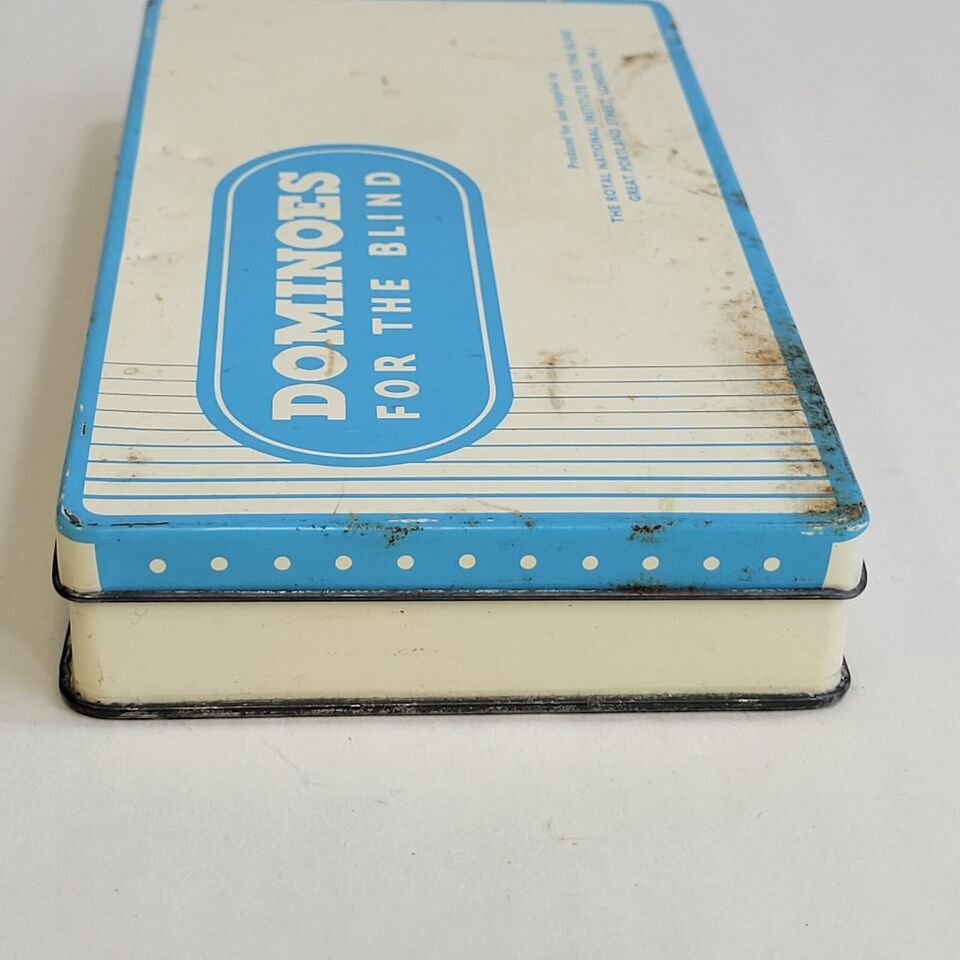 DOMINOES
FOR THE BLIND
Produced for and supplied by
THE ROYAL NATIONAL INSTITUTE FOR THE BLIND
GREAT PORTLAND STREET, LONDON, W.1.